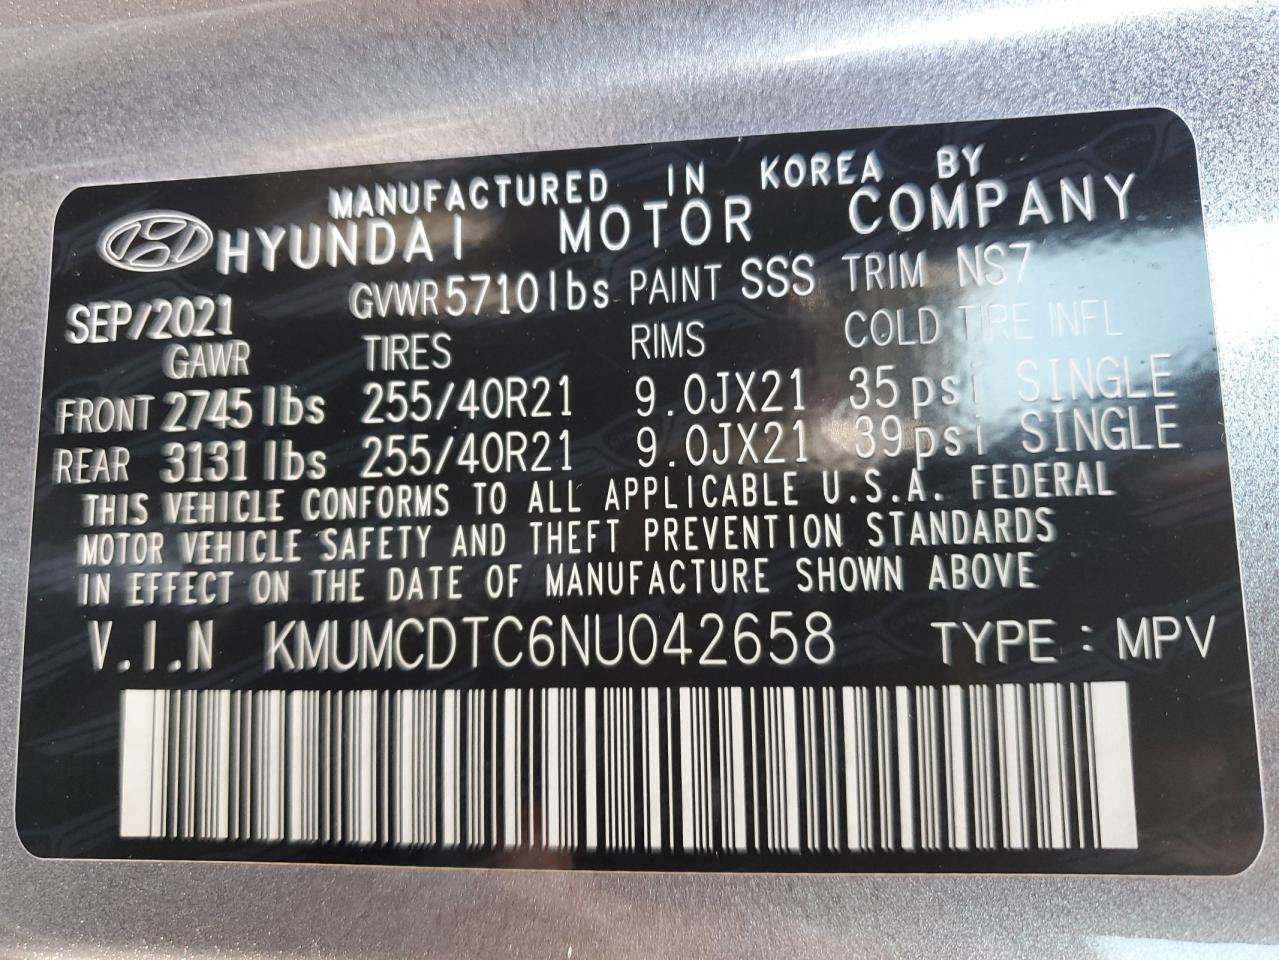 MANUFACTURED IN KOREA BY
HYUNDAI MOTOR COMPANY
SEP/2021 GVWR 5710lbs PAINT SSS TRIM NS7
GAWR TIRES RIMS COLD TIRE INFL
FRONT 2745 lbs 255/40R21 9.0JX21 35psi SINGLE
REAR 3131 lbs 255/40R21 9.0JX21 39psi SINGLE
THIS VEHICLE CONFORMS TO ALL APPLICABLE U.S.A. FEDERAL
MOTOR VEHICLE SAFETY AND THEFT PREVENTION STANDARDS
IN EFFECT ON THE DATE OF MANUFACTURE SHOWN ABOVE
V.I.N KMUMCDTC6NU042658 TYPE : MPV